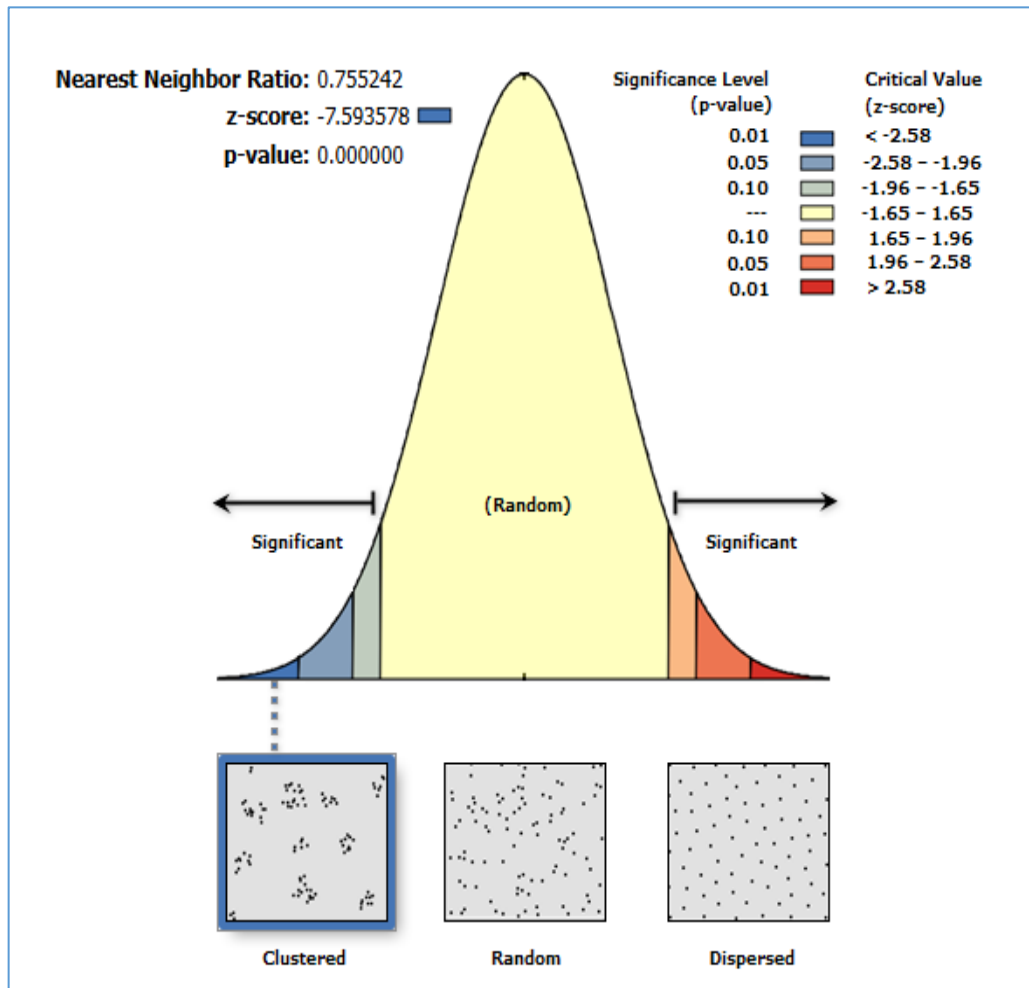 Nearest Neighbor Ratio: 0.755242
z-score: -7.593578
p-value: 0.000000
Significance Level
(p-value)
Critical Value
(z-score)
0.01 < -2.58
0.05 -2.58 – -1.96
0.10 -1.96 – -1.65
--- -1.65 – 1.65
0.10 1.65 – 1.96
0.05 1.96 – 2.58
0.01 > 2.58
(Random)
Significant
Significant
Clustered
Random
Dispersed